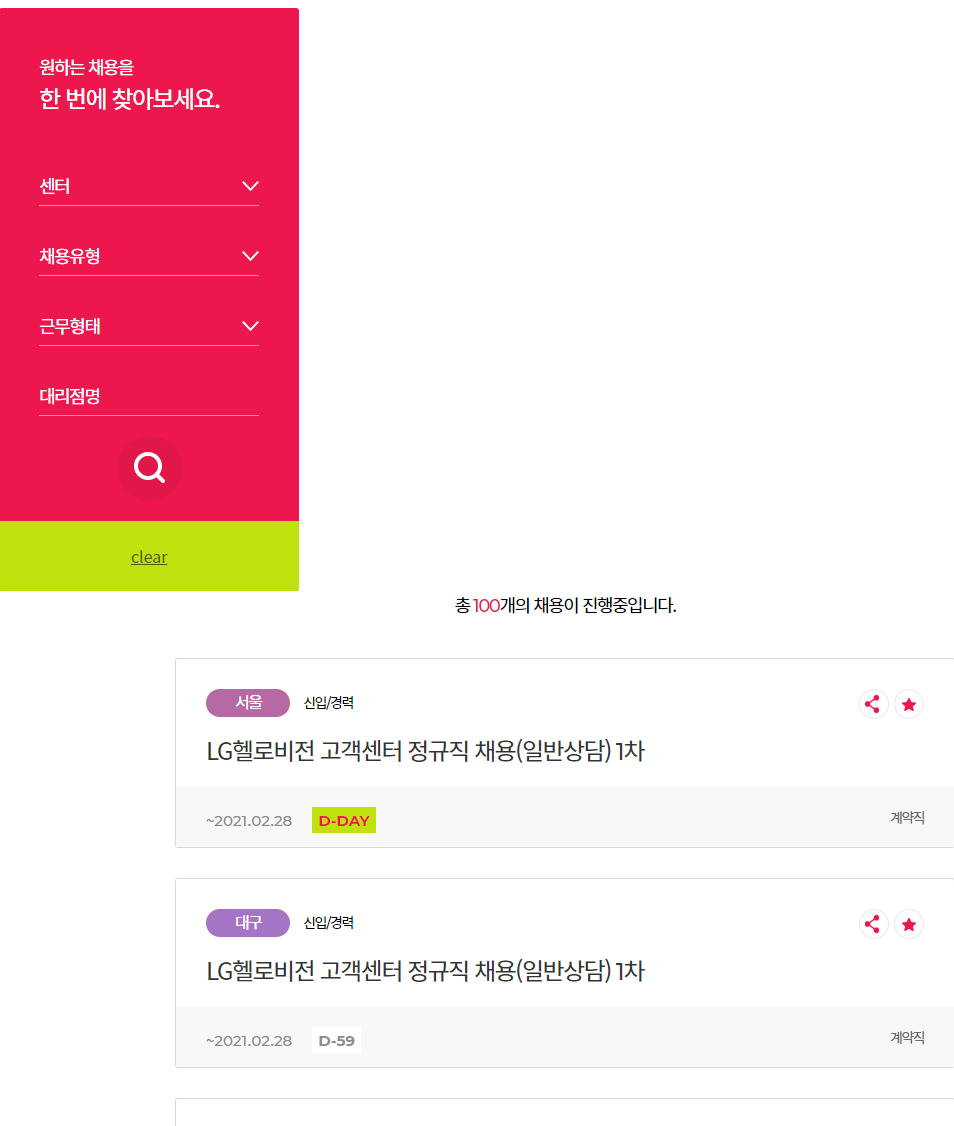 원하는 채용을
한 번에 찾아보세요.
센터
채용유형
근무형태
대리점명
clear
총 100개의 채용이 진행중입니다.
서울 신입/경력
LG헬로비전 고객센터 정규직 채용(일반상담) 1차
~2021.02.28 D-DAY 계약직
대구 신입/경력
LG헬로비전 고객센터 정규직 채용(일반상담) 1차
~2021.02.28 D-59 계약직